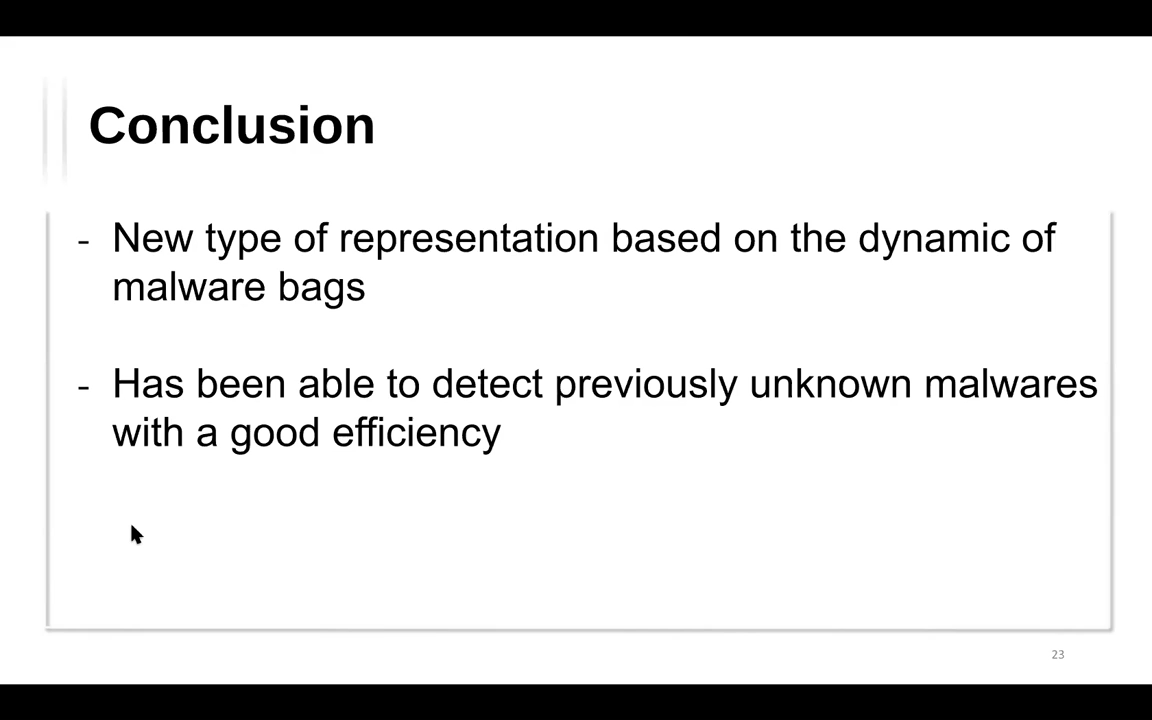 Conclusion
- New type of representation based on the dynamic of
malware bags
- Has been able to detect previously unknown malwares
with a good efficiency
23